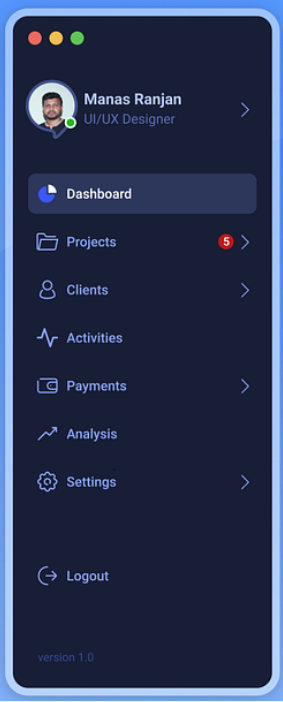 Manas Ranjan
UI/UX Designer
Dashboard
Projects 5
Clients
Activities
Payments
Analysis
Settings
Logout
version 1.0